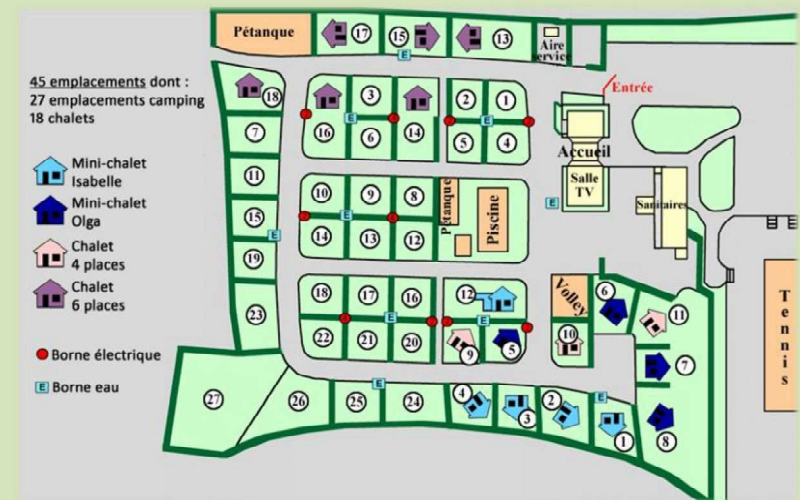 Pétanque
17
15
13
Aire
service
45 emplacements dont :
27 emplacements camping
18 chalets
Entrée
18
3
2
1
E
E
E
16
6
14
5
4
7
Accueil
Mini-chalet
Isabelle
11
Salle
TV
10
9
8
Pétanque
Piscine
E
Sanitaires
Mini-chalet
Olga
15
E
E
14
13
12
Chalet
4 places
19
Chalet
6 places
18
17
16
12
Volley
6
11
23
E
E
Tennis
22
21
20
9
5
10
Borne électrique
7
E
Borne eau
E
E
27
26
25
24
4
3
2
1
8